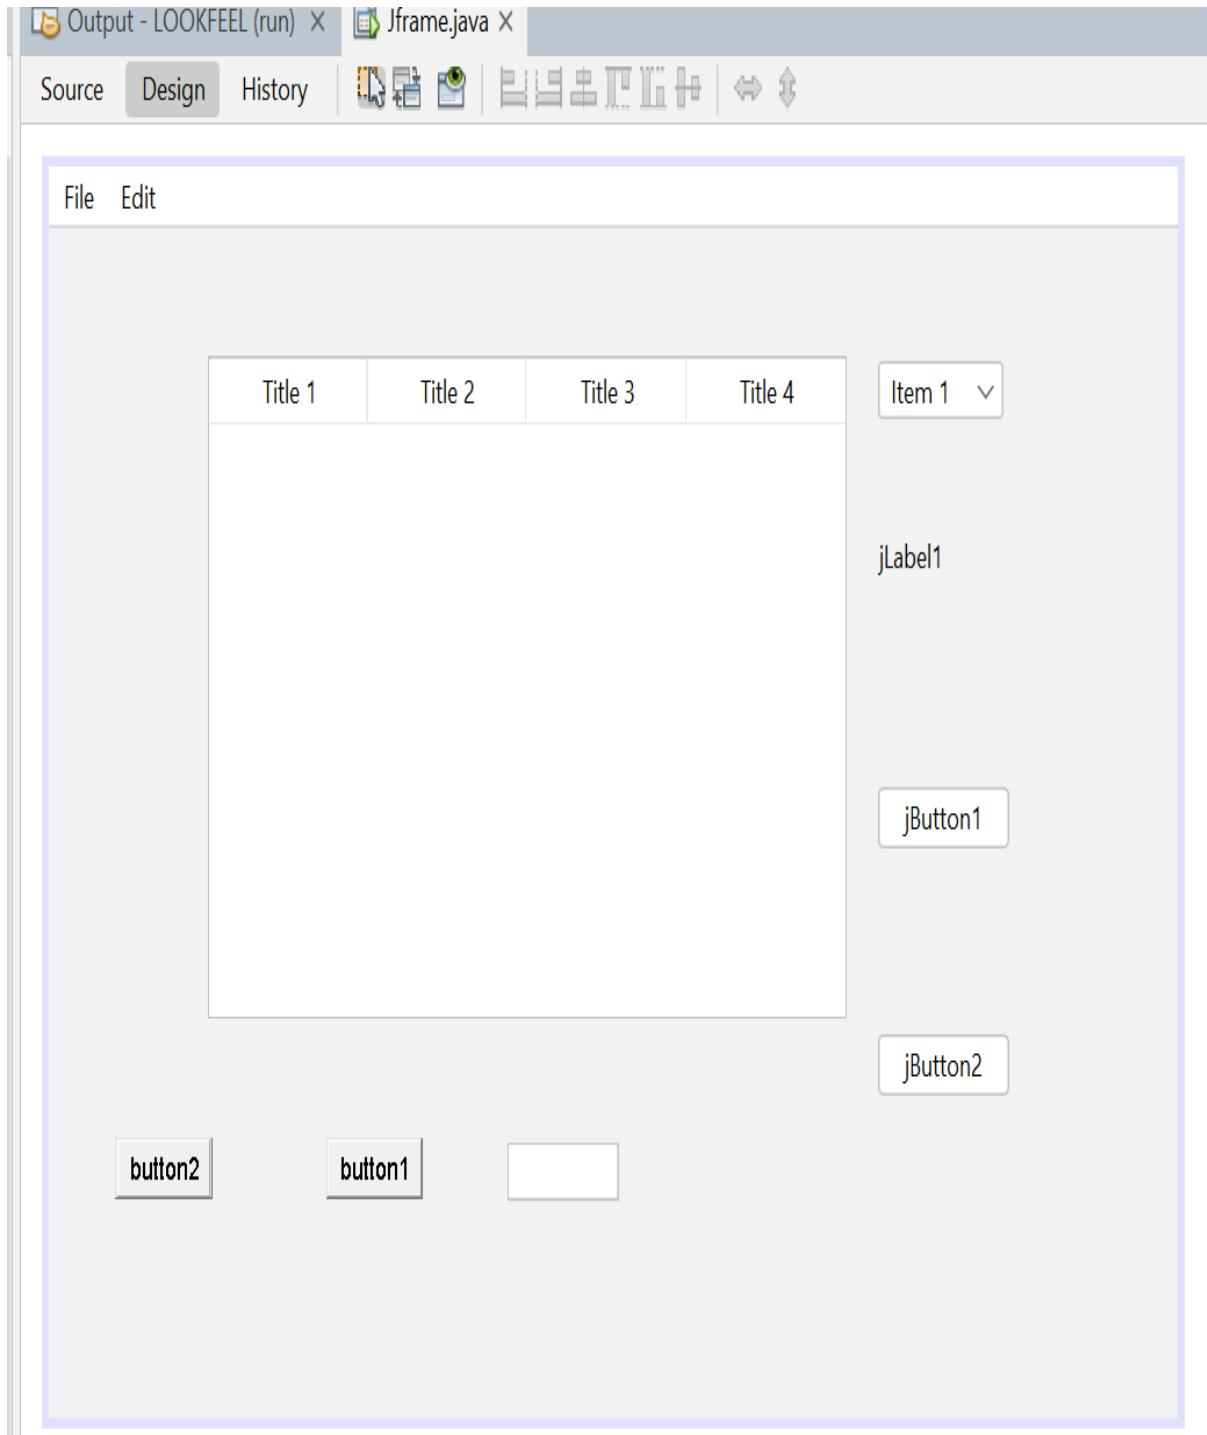 Output - LOOKFEEL (run) Jframe.java
Source Design History
File Edit
Title 1 Title 2 Title 3 Title 4 Item 1
jLabel1
jButton1
jButton2
button2 button1